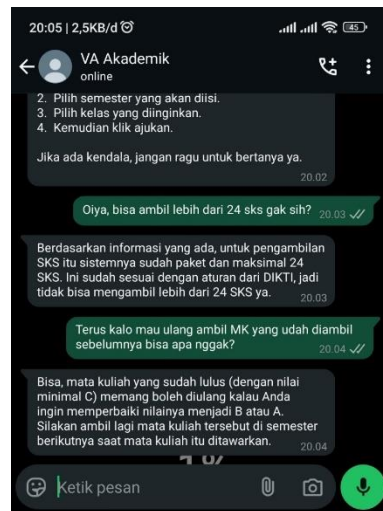 20:05 | 2,5KB/d
45
VA Akademik
online
2. Pilih semester yang akan diisi.
3. Pilih kelas yang diinginkan.
4. Kemudian klik ajukan.
Jika ada kendala, jangan ragu untuk bertanya ya.
20.02
Oiya, bisa ambil lebih dari 24 sks gak sih? 20.03
Berdasarkan informasi yang ada, untuk pengambilan
SKS itu sistemnya sudah paket dan maksimal 24
SKS. Ini sudah sesuai dengan aturan dari DIKTI, jadi
tidak bisa mengambil lebih dari 24 SKS ya. 20.03
Terus kalo mau ulang ambil MK yang udah diambil
sebelumnya bisa apa nggak? 20.04
Bisa, mata kuliah yang sudah lulus (dengan nilai
minimal C) memang boleh diulang kalau Anda
ingin memperbaiki nilainya menjadi B atau A.
Silakan ambil lagi mata kuliah tersebut di semester
berikutnya saat mata kuliah itu ditawarkan. 20.04
Ketik pesan